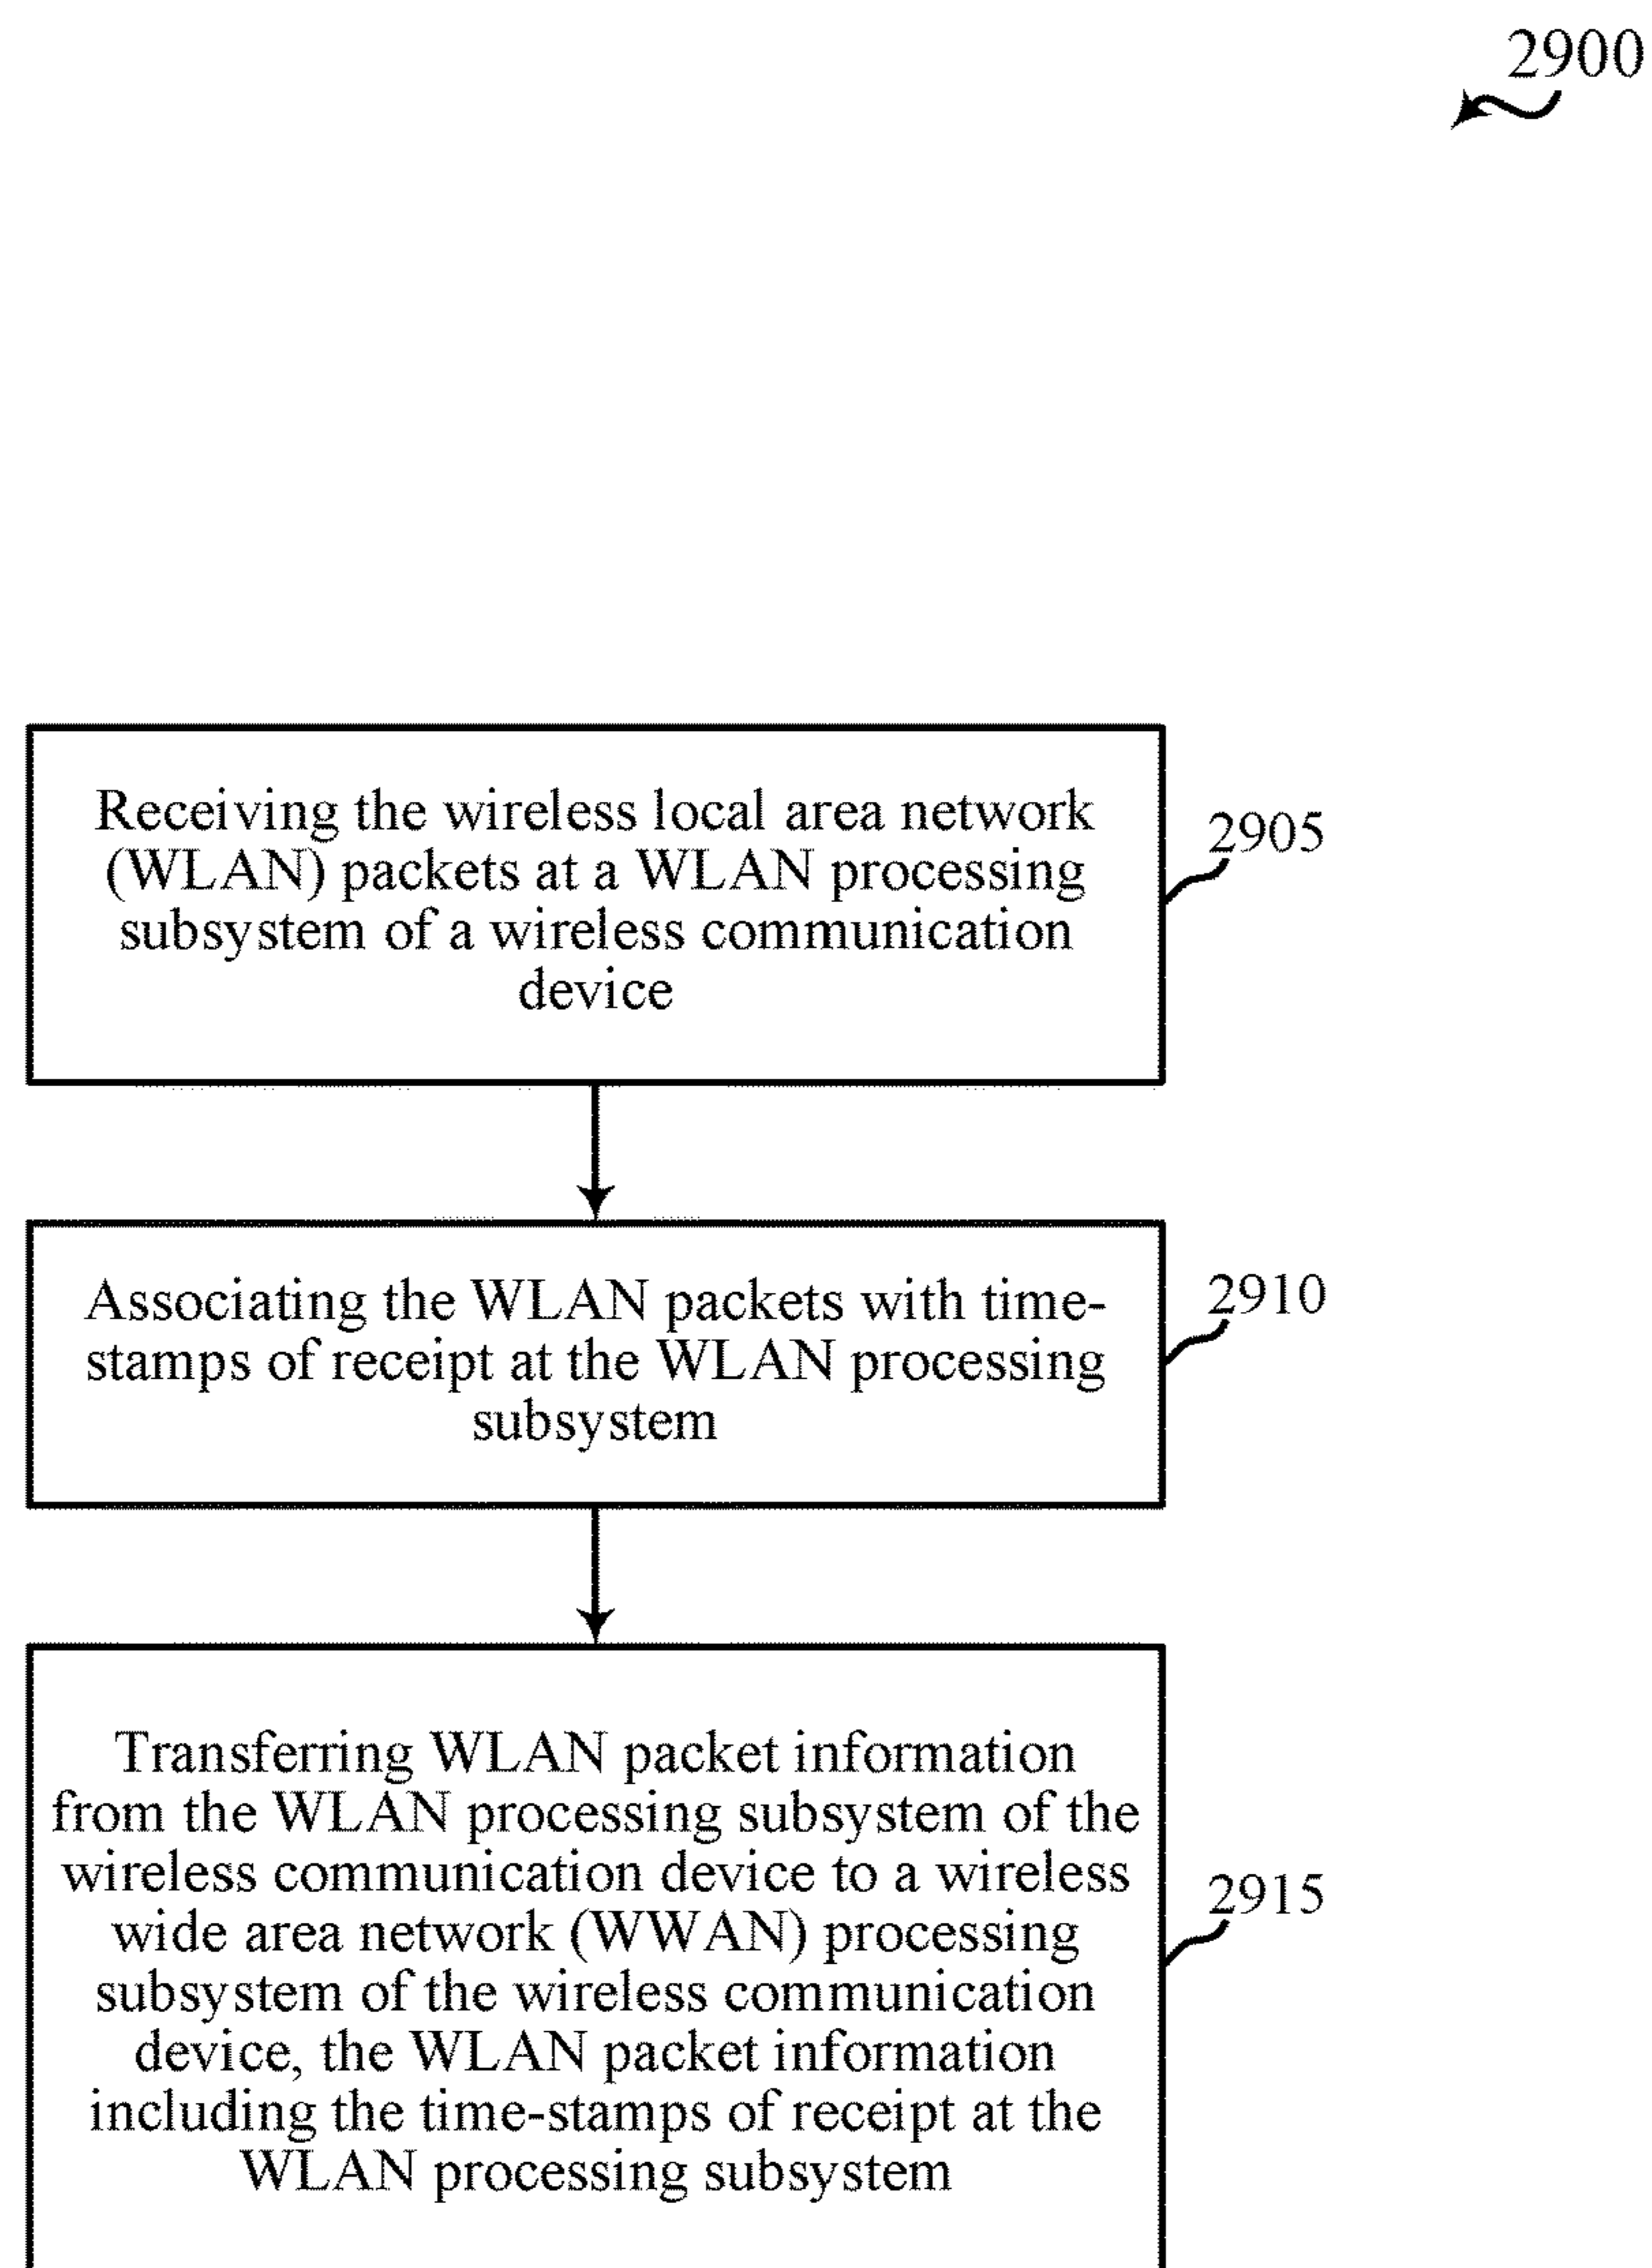 2900
Receiving the wireless local area network
(WLAN) packets at a WLAN processing
subsystem of a wireless communication
device
2905
Associating the WLAN packets with time-
stamps of receipt at the WLAN processing
subsystem
2910
Transferring WLAN packet information
from the WLAN processing subsystem of the
wireless communication device to a wireless
wide area network (WWAN) processing
subsystem of the wireless communication
device, the WLAN packet information
including the time-stamps of receipt at the
WLAN processing subsystem
2915